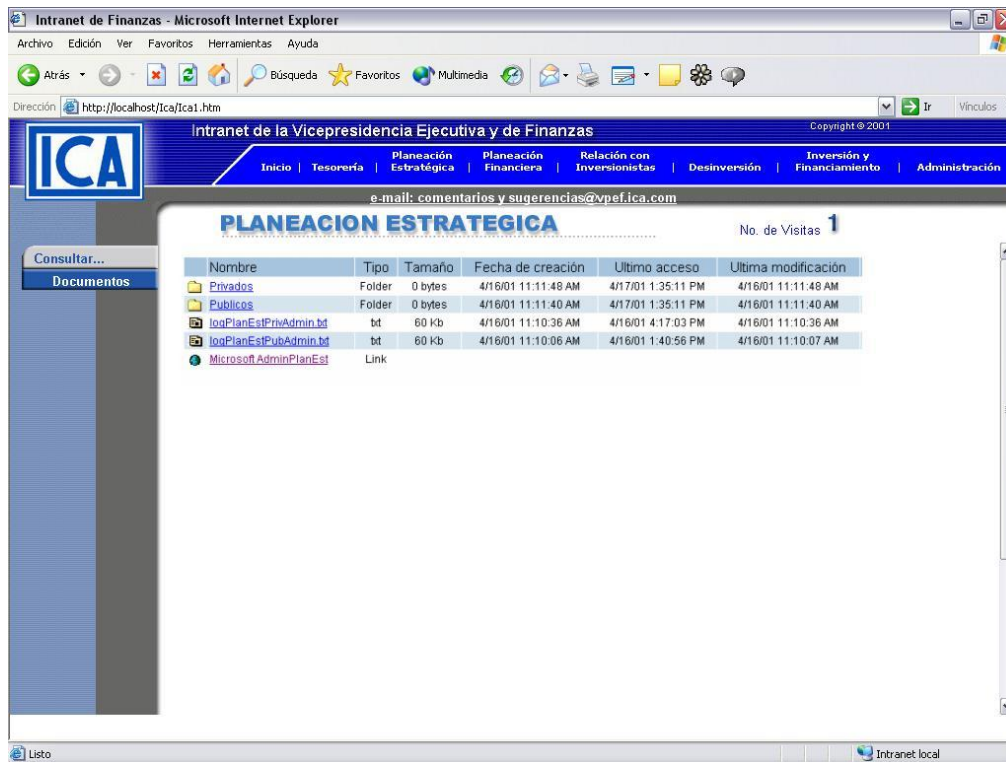 Intranet de Finanzas - Microsoft Internet Explorer
Archivo Edición Ver Favoritos Herramientas Ayuda
Atrás Búsqueda Favoritos Multimedia
Dirección http://localhost/Ica/Ica1.htm Ir Vínculos
ICA
Intranet de la Vicepresidencia Ejecutiva y de Finanzas Copyright © 2001
Inicio | Tesorería | Planeación Estratégica | Planeación Financiera | Relación con Inversionistas | Desinversión | Inversión y Financiamiento | Administración
e-mail: comentarios y sugerencias@vpef.ica.com
PLANEACION ESTRATEGICA No. de Visitas 1
Consultar...
Documentos
Nombre Tipo Tamaño Fecha de creación Ultimo acceso Ultima modificación
Privados Folder 0 bytes 4/16/01 11:11:48 AM 4/17/01 1:35:11 PM 4/16/01 11:11:48 AM
Publicos Folder 0 bytes 4/16/01 11:11:40 AM 4/17/01 1:35:11 PM 4/16/01 11:11:40 AM
logPlanEstPrivAdmin.txt txt 60 Kb 4/16/01 11:10:36 AM 4/16/01 4:17:03 PM 4/16/01 11:10:36 AM
logPlanEstPubAdmin.txt txt 60 Kb 4/16/01 11:10:06 AM 4/16/01 1:40:56 PM 4/16/01 11:10:07 AM
Microsoft AdminPlanEst Link
Listo Intranet local